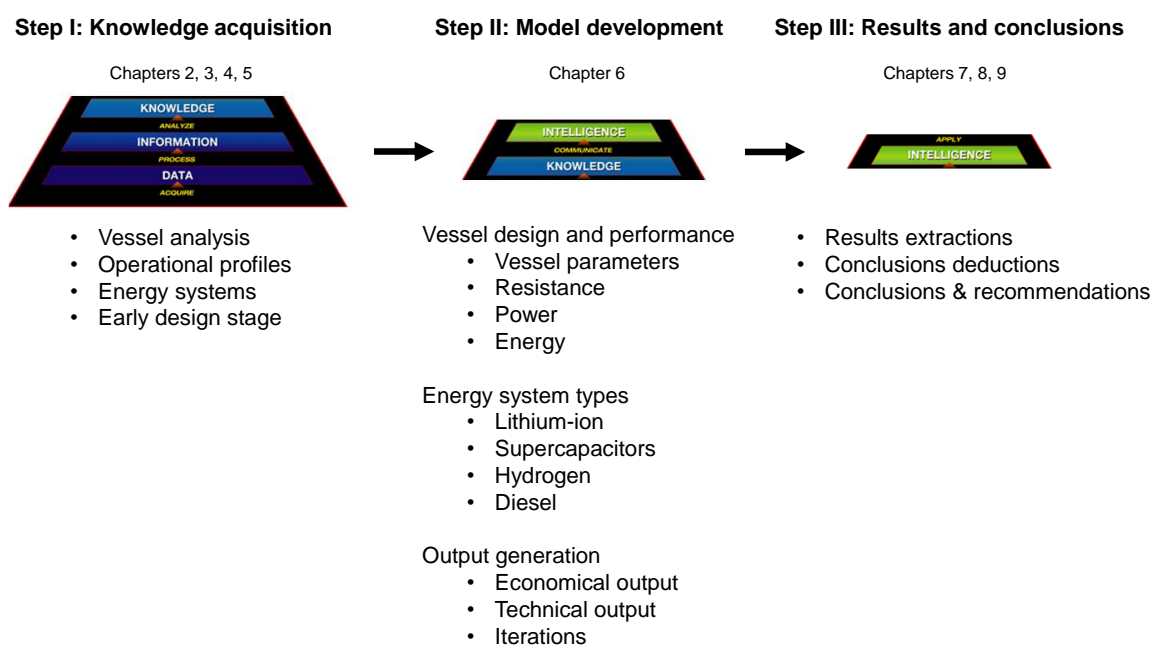 Step I: Knowledge acquisition
Chapters 2, 3, 4, 5
KNOWLEDGE
ANALYZE
INFORMATION
PROCESS
DATA
ACQUIRE
• Vessel analysis
• Operational profiles
• Energy systems
• Early design stage
Step II: Model development
Chapter 6
INTELLIGENCE
COMMUNICATE
KNOWLEDGE
Vessel design and performance
• Vessel parameters
• Resistance
• Power
• Energy
Energy system types
• Lithium-ion
• Supercapacitors
• Hydrogen
• Diesel
Output generation
• Economical output
• Technical output
• Iterations
Step III: Results and conclusions
Chapters 7, 8, 9
APPLY
INTELLIGENCE
• Results extractions
• Conclusions deductions
• Conclusions & recommendations